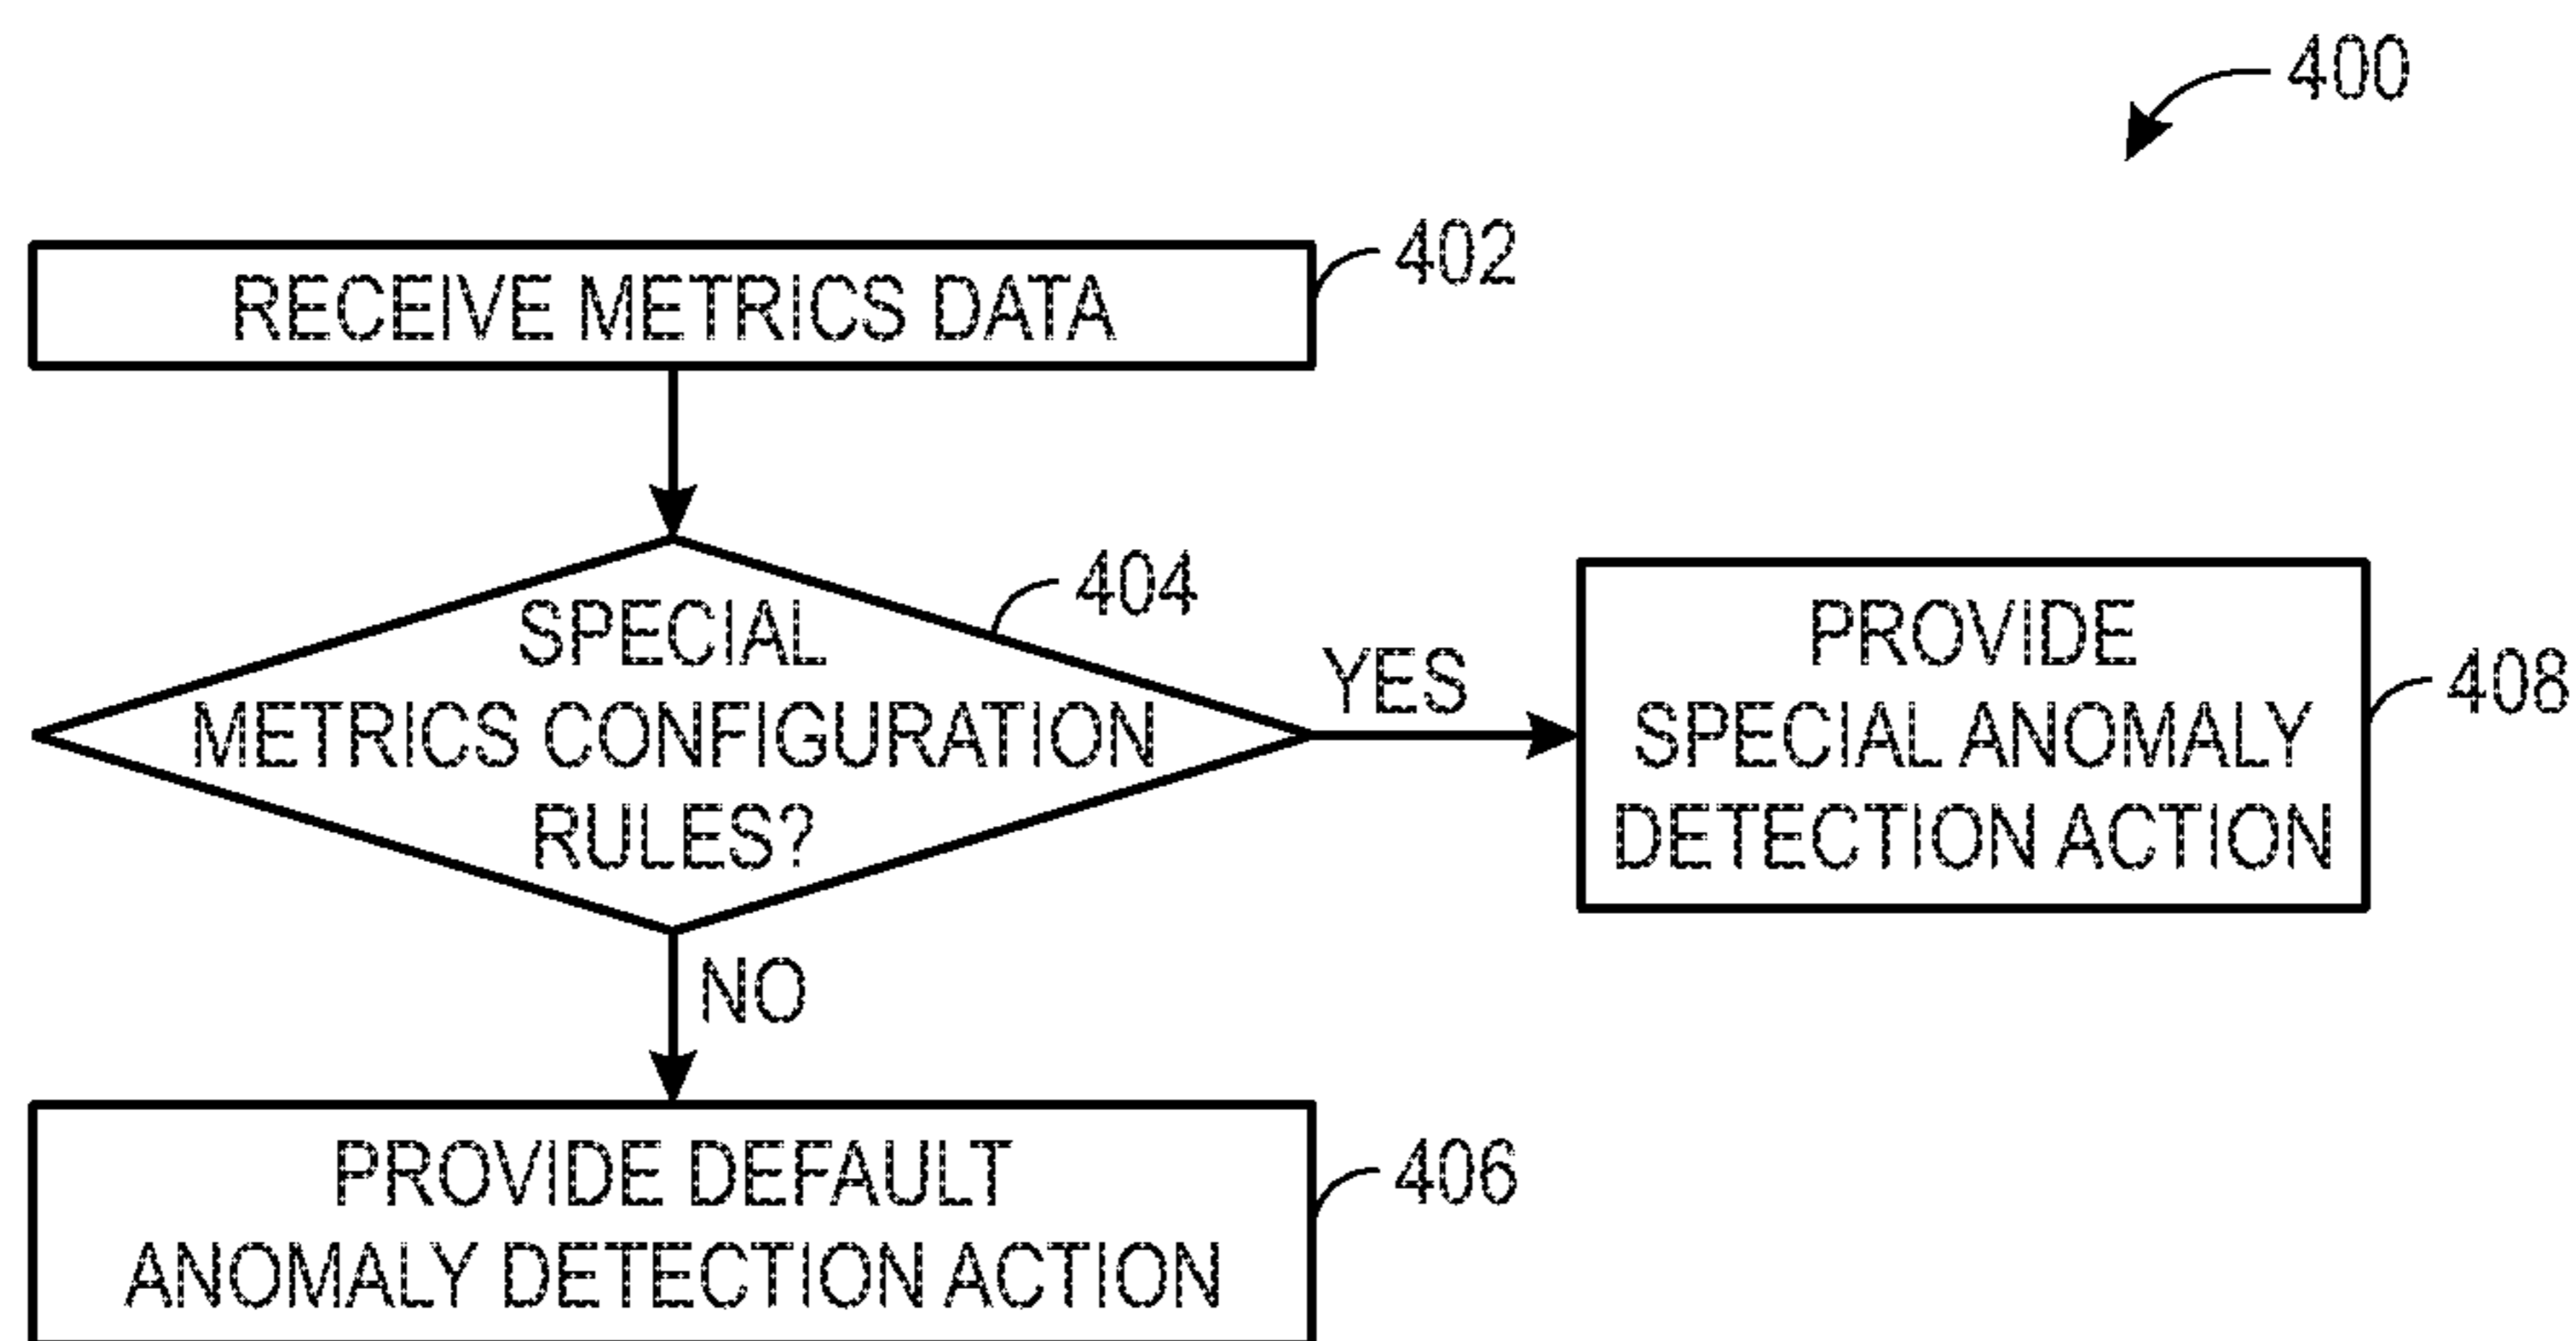 400
RECEIVE METRICS DATA
402
SPECIAL
METRICS CONFIGURATION
RULES?
404
YES
PROVIDE
SPECIAL ANOMALY
DETECTION ACTION
408
NO
PROVIDE DEFAULT
ANOMALY DETECTION ACTION
406